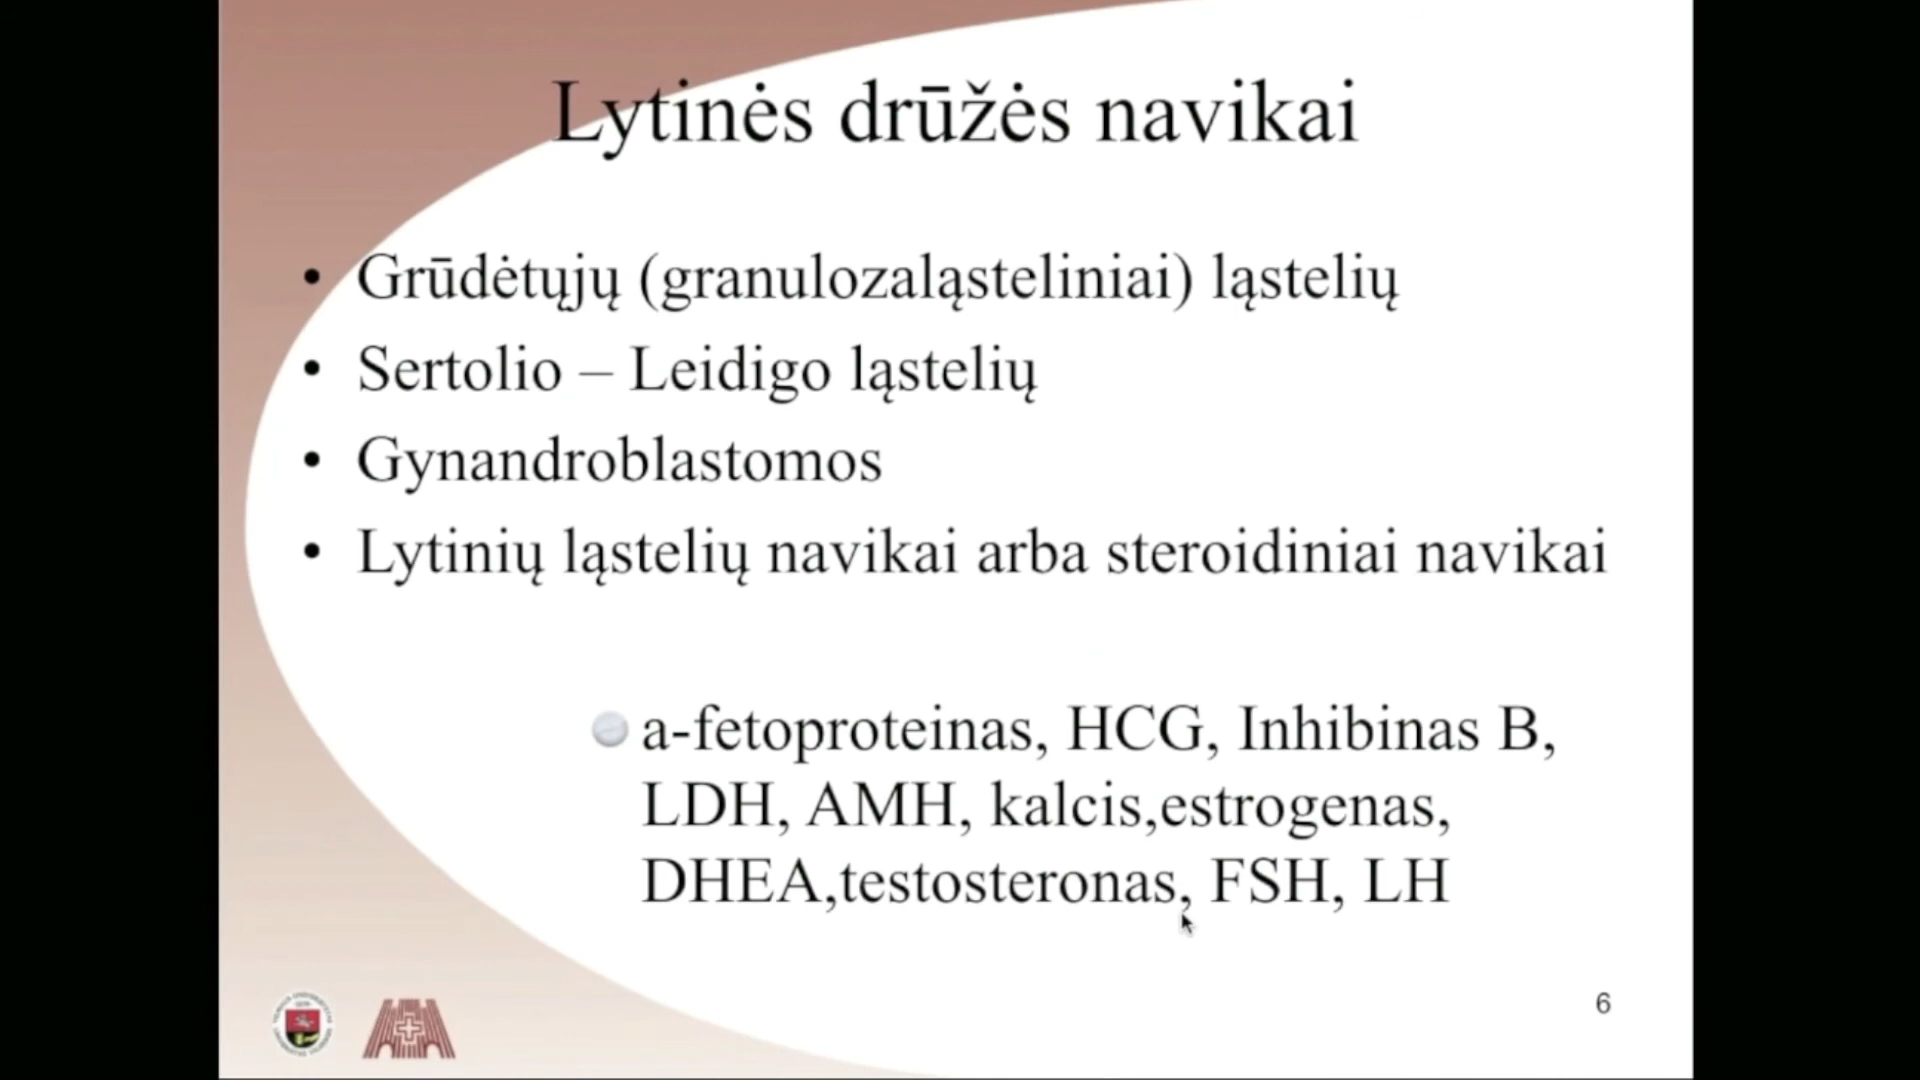 Lytinės drūžės navikai
• Grūdėtųjų (granulozaląsteliniai) ląstelių
• Sertolio – Leidigo ląstelių
• Gynandroblastomos
• Lytinių ląstelių navikai arba steroidiniai navikai
a-fetoproteinas, HCG, Inhibinas B,
LDH, AMH, kalcis,estrogenas,
DHEA,testosteronas, FSH, LH
6